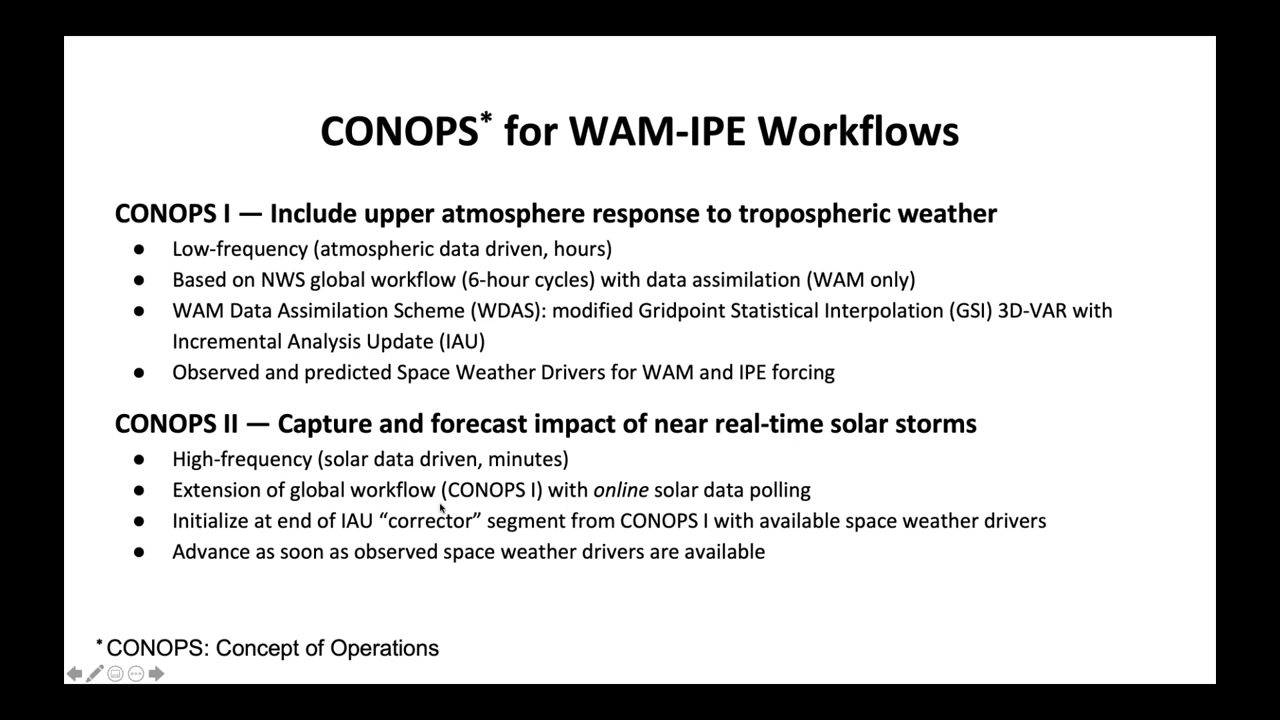 CONOPS* for WAM-IPE Workflows
CONOPS I — Include upper atmosphere response to tropospheric weather
● Low-frequency (atmospheric data driven, hours)
● Based on NWS global workflow (6-hour cycles) with data assimilation (WAM only)
● WAM Data Assimilation Scheme (WDAS): modified Gridpoint Statistical Interpolation (GSI) 3D-VAR with
Incremental Analysis Update (IAU)
● Observed and predicted Space Weather Drivers for WAM and IPE forcing
CONOPS II — Capture and forecast impact of near real-time solar storms
● High-frequency (solar data driven, minutes)
● Extension of global workflow (CONOPS I) with online solar data polling
● Initialize at end of IAU “corrector” segment from CONOPS I with available space weather drivers
● Advance as soon as observed space weather drivers are available
* CONOPS: Concept of Operations